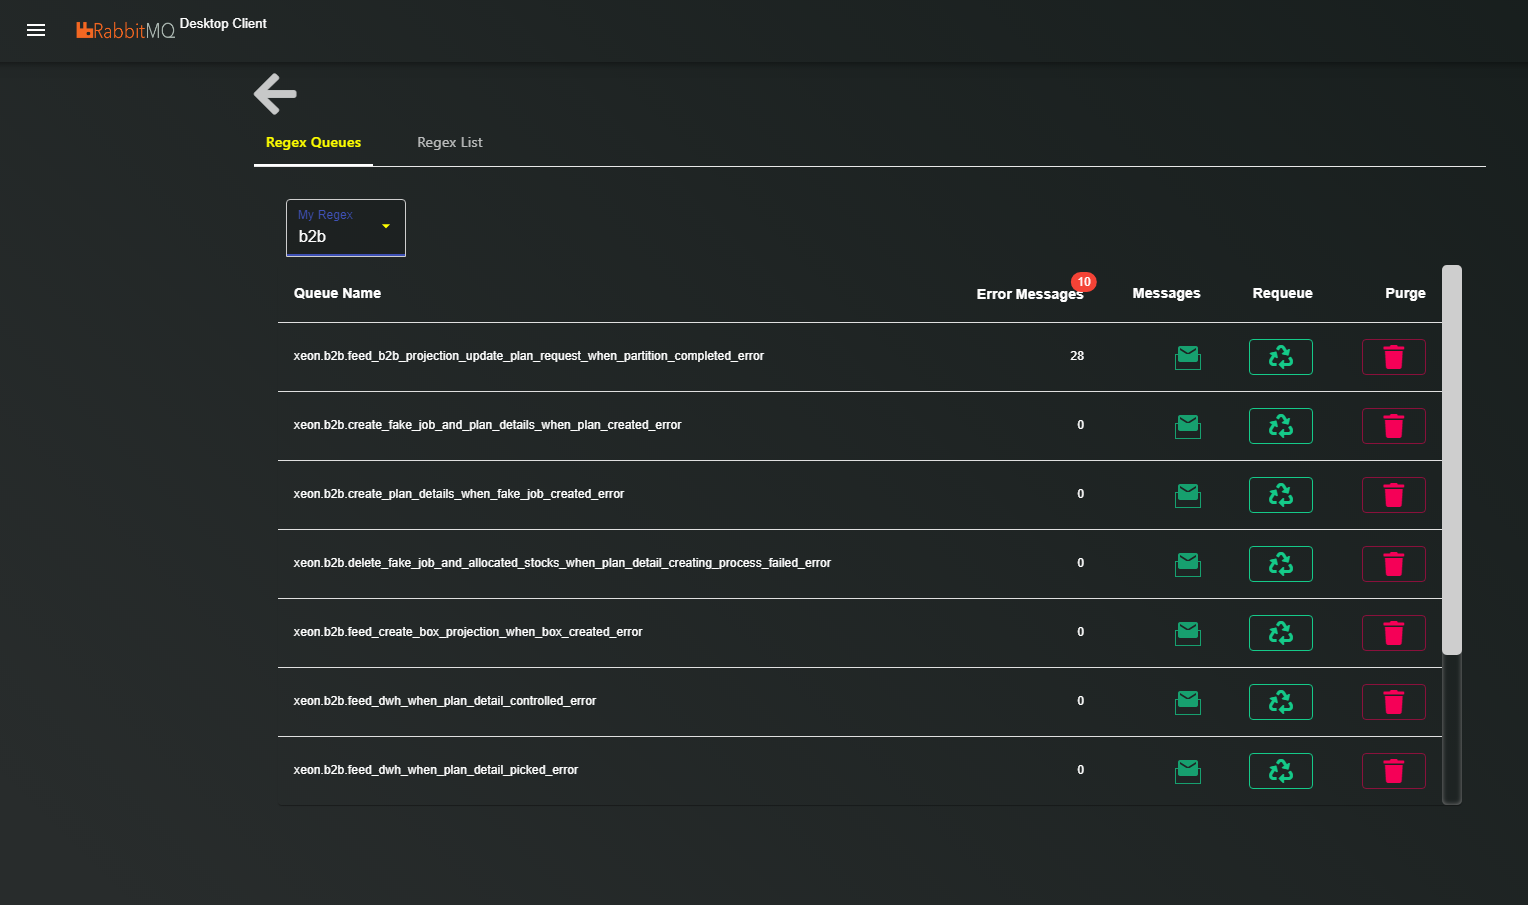 RabbitMQ Desktop Client
Regex Queues Regex List
My Regex
b2b
10
Queue Name Error Messages Messages Requeue Purge
xeon.b2b.feed_b2b_projection_update_plan_request_when_partition_completed_error 28
xeon.b2b.create_fake_job_and_plan_details_when_plan_created_error 0
xeon.b2b.create_plan_details_when_fake_job_created_error 0
xeon.b2b.delete_fake_job_and_allocated_stocks_when_plan_detail_creating_process_failed_error 0
xeon.b2b.feed_create_box_projection_when_box_created_error 0
xeon.b2b.feed_dwh_when_plan_detail_controlled_error 0
xeon.b2b.feed_dwh_when_plan_detail_picked_error 0